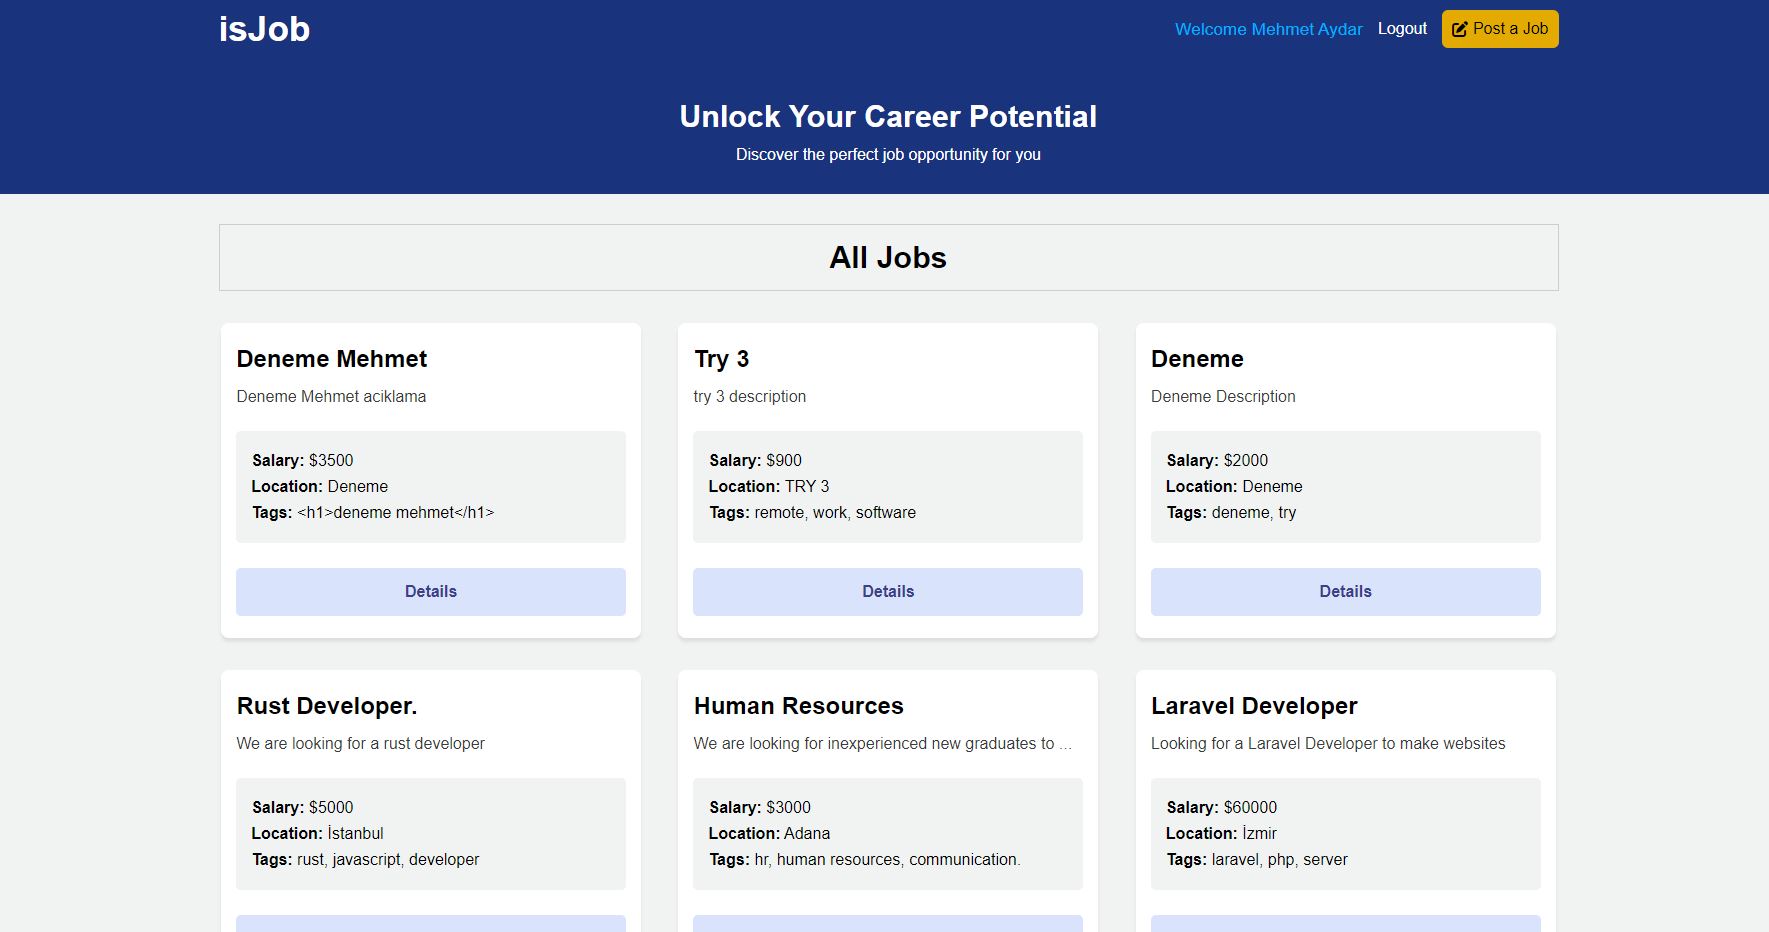 isJob
Welcome Mehmet Aydar
Logout
Post a Job
Unlock Your Career Potential
Discover the perfect job opportunity for you
All Jobs
Deneme Mehmet
Deneme Mehmet aciklama
Salary: $3500
Location: Deneme
Tags: <h1>deneme mehmet</h1>
Details
Try 3
try 3 description
Salary: $900
Location: TRY 3
Tags: remote, work, software
Details
Deneme
Deneme Description
Salary: $2000
Location: Deneme
Tags: deneme, try
Details
Rust Developer.
We are looking for a rust developer
Salary: $5000
Location: İstanbul
Tags: rust, javascript, developer
Human Resources
We are looking for inexperienced new graduates to ...
Salary: $3000
Location: Adana
Tags: hr, human resources, communication.
Laravel Developer
Looking for a Laravel Developer to make websites
Salary: $60000
Location: İzmir
Tags: laravel, php, server